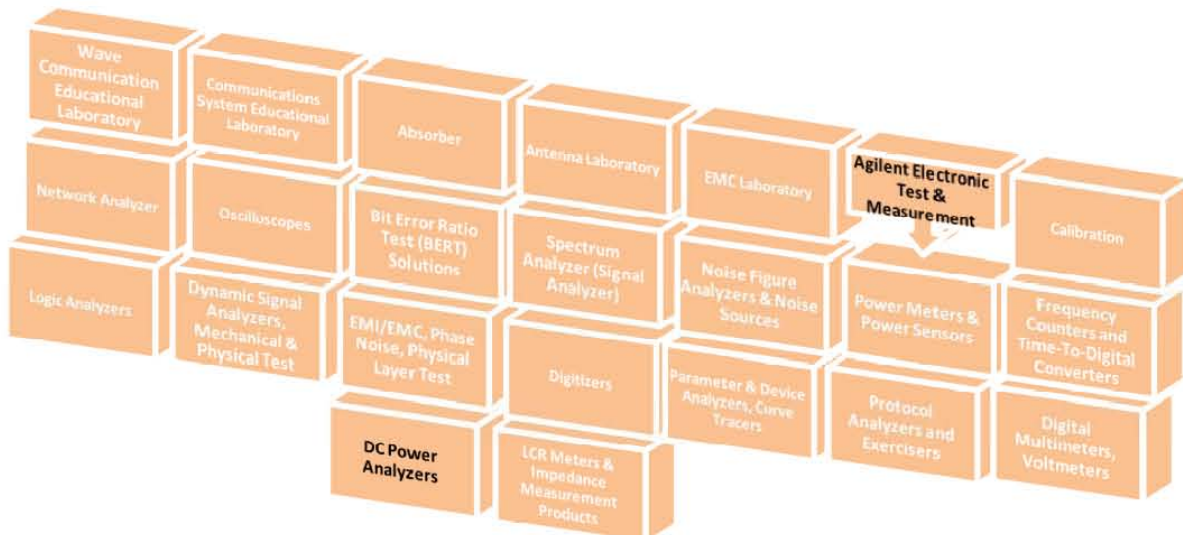 Wave
Communication
Educational
Laboratory
Communications
System Educational
Laboratory
Absorber
Antenna Laboratory
EMC Laboratory
Agilent Electronic
Test &
Measurement
Calibration
Network Analyzer
Oscilluscopes
Bit Error Ratio
Test (BERT)
Solutions
Spectrum
Analyzer (Signal
Analyzer)
Noise Figure
Analyzers & Noise
Sources
Power Meters &
Power Sensors
Frequency
Counters and
Time-To-Digital
Converters
Logic Analyzers
Dynamic Signal
Analyzers,
Mechanical &
Physical Test
EMI/EMC, Phase
Noise, Physical
Layer Test
Digitizers
Parameter & Device
Analyzers, Curve
Tracers
Protocol
Analyzers and
Exercisers
Digital
Multimeters,
Voltmeters
DC Power
Analyzers
LCR Meters &
Impedance
Measurement
Products